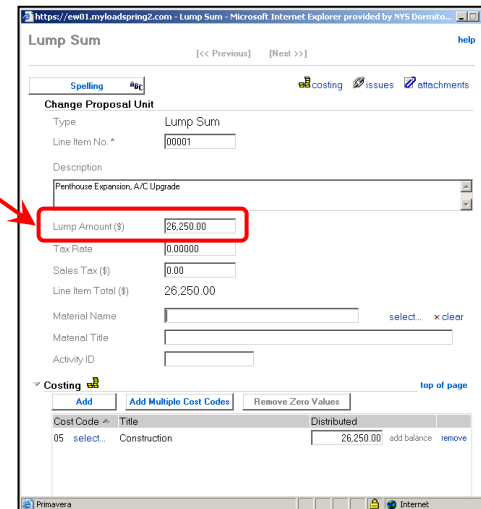 https://ew01.myloadspring2.com - Lump Sum - Microsoft Internet Explorer provided by NYS Dormito...
Lump Sum
help
[<< Previous] [Next >>]
Spelling ABC
costing issues attachments
Change Proposal Unit
Type Lump Sum
Line Item No. * 00001
Description
Penthouse Expansion, A/C Upgrade
Lump Amount ($) 26,250.00
Tax Rate 0.00000
Sales Tax ($) 0.00
Line Item Total ($) 26,250.00
Material Name select... × clear
Material Title
Activity ID
Costing top of page
Add Add Multiple Cost Codes Remove Zero Values
Cost Code Title Distributed
05 select... Construction 26,250.00 add balance remove
Primavera Internet